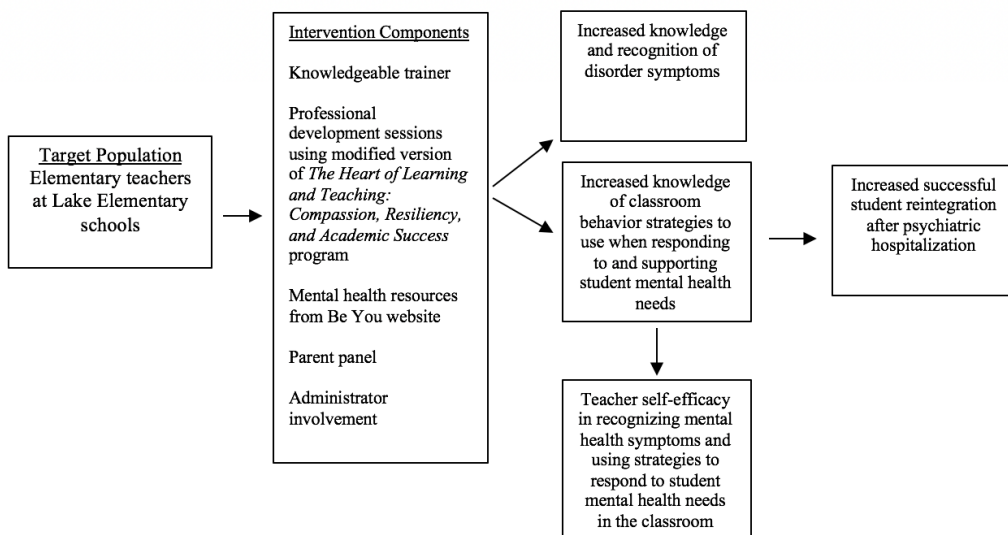 Target Population
Elementary teachers
at Lake Elementary
schools
Intervention Components
Knowledgeable trainer
Professional
development sessions
using modified version
of The Heart of Learning
and Teaching:
Compassion, Resiliency,
and Academic Success
program
Mental health resources
from Be You website
Parent panel
Administrator
involvement
Increased knowledge
and recognition of
disorder symptoms
Increased knowledge
of classroom
behavior strategies to
use when responding
to and supporting
student mental health
needs
Teacher self-efficacy
in recognizing mental
health symptoms and
using strategies to
respond to student
mental health needs
in the classroom
Increased successful
student reintegration
after psychiatric
hospitalization